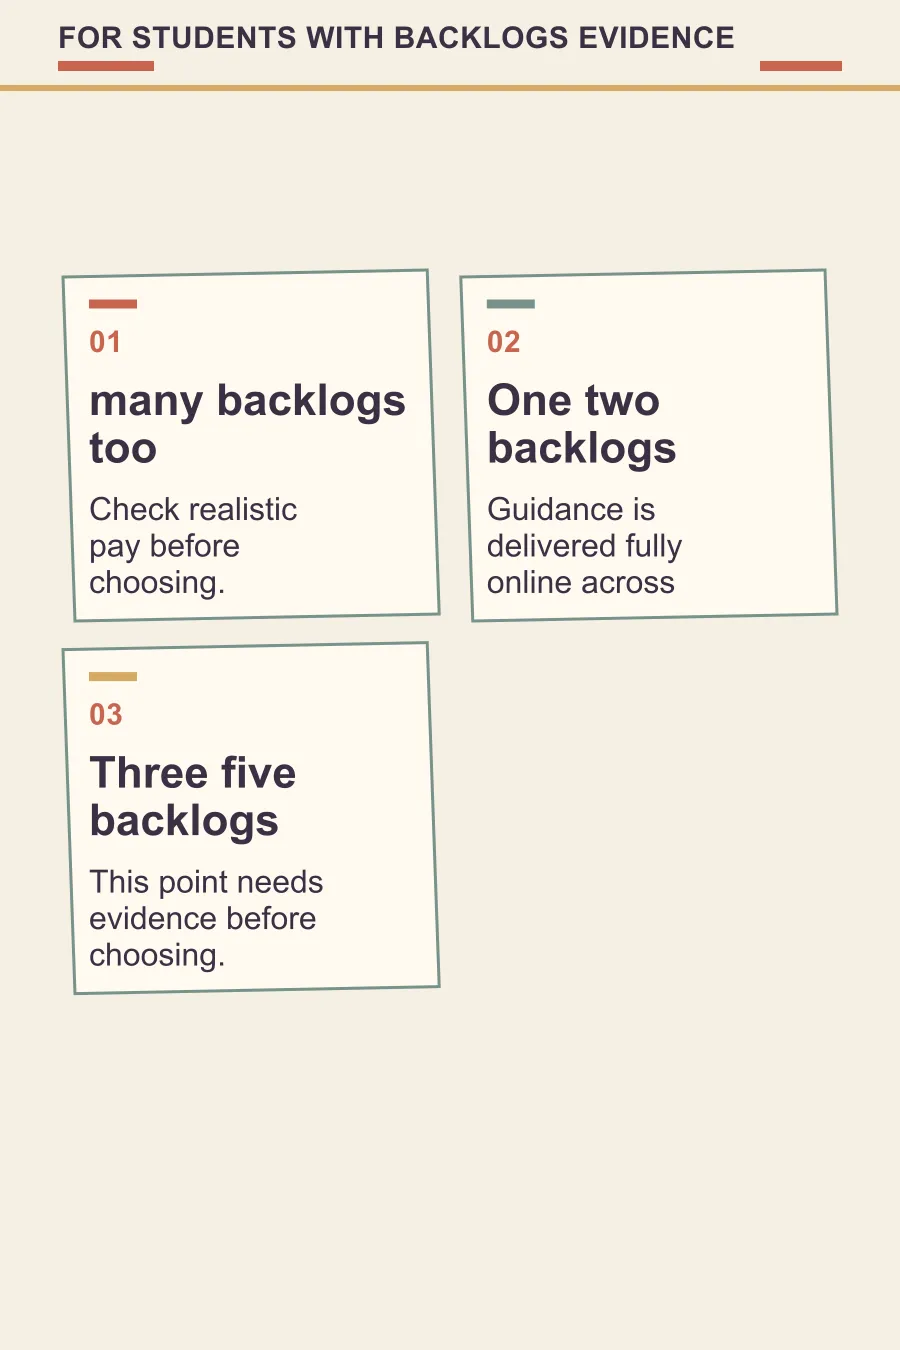 FOR STUDENTS WITH BACKLOGS EVIDENCE
01
many backlogs
too
Check realistic
pay before
choosing.
02
One two
backlogs
Guidance is
delivered fully
online across
03
Three five
backlogs
This point needs
evidence before
choosing.